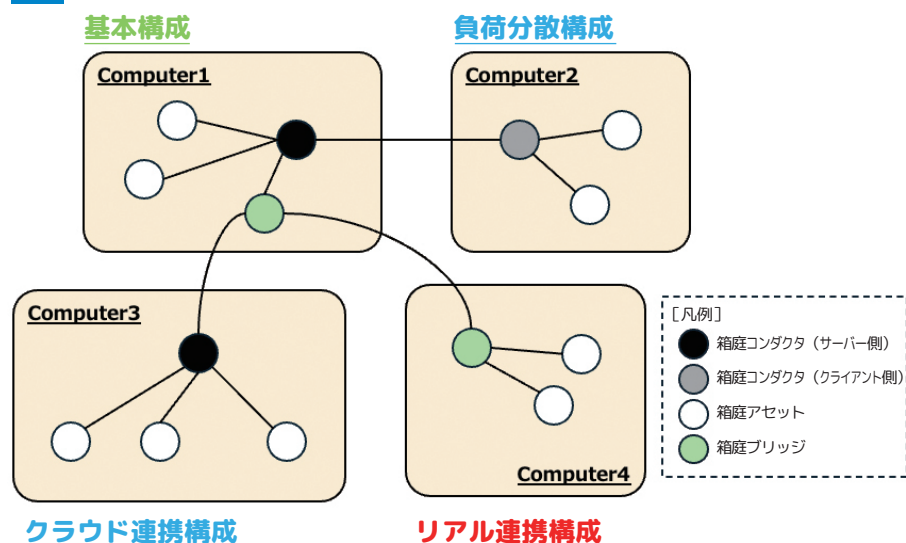 基本構成
負荷分散構成
Computer1
Computer2
Computer3
Computer4
[凡例]
箱庭コンダクタ（サーバー側）
箱庭コンダクタ（クライアント側）
箱庭アセット
箱庭ブリッジ
クラウド連携構成
リアル連携構成